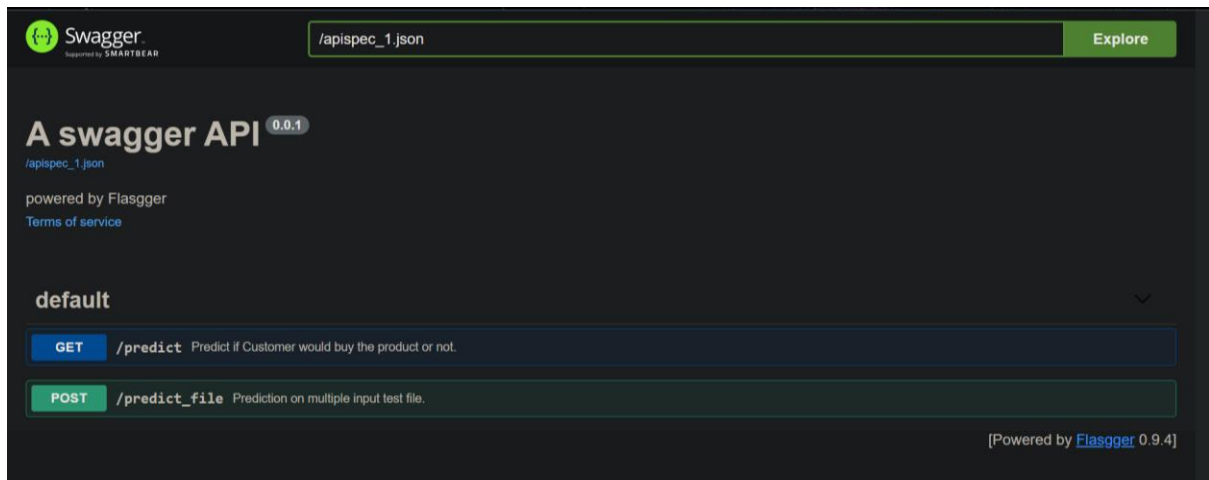 Swagger.
Supported by SMARTBEAR
/apispec_1.json
Explore
A swagger API 0.0.1
/apispec_1.json
powered by Flasgger
Terms of service
default
GET /predict Predict if Customer would buy the product or not.
POST /predict_file Prediction on multiple input test file.
[Powered by Flasgger 0.9.4]